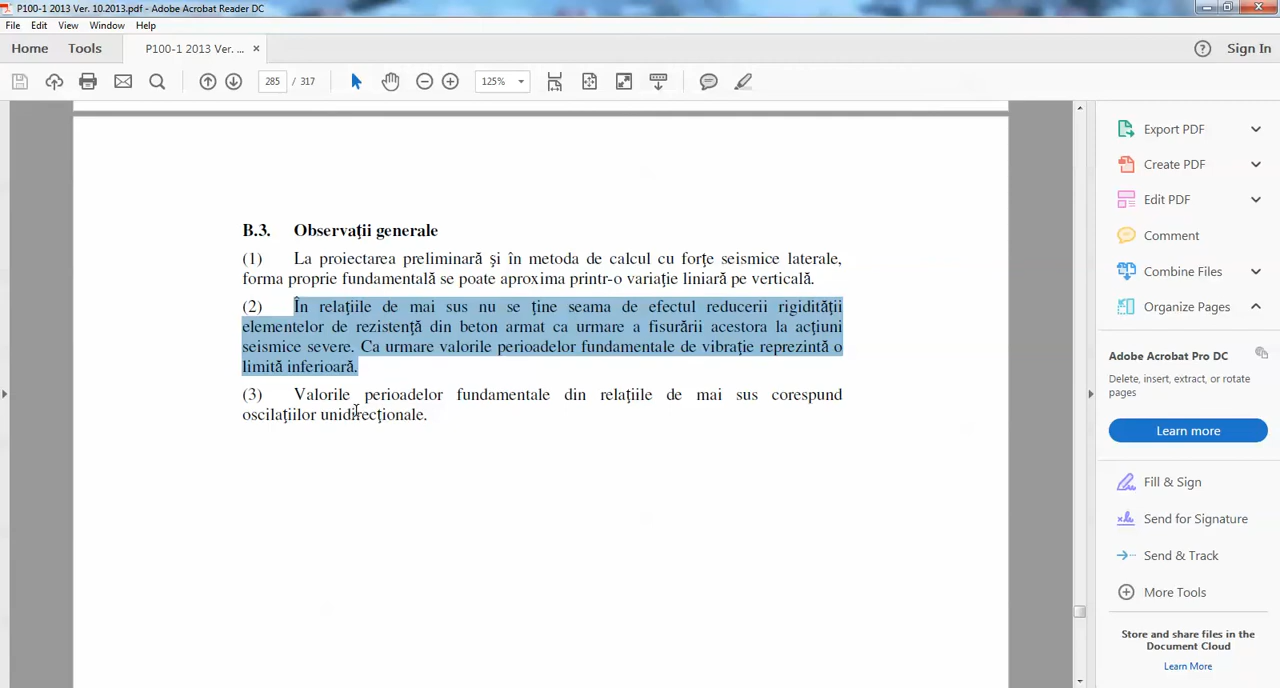 P100-1 2013 Ver. 10.2013.pdf - Adobe Acrobat Reader DC
File Edit View Window Help
Home Tools P100-1 2013 Ver. ... × ? Sign In
285 / 317 125%
B.3. Observaţii generale
(1) La proiectarea preliminară şi în metoda de calcul cu forţe seismice laterale,
forma proprie fundamentală se poate aproxima printr-o variaţie liniară pe verticală.
(2) În relaţiile de mai sus nu se ţine seama de efectul reducerii rigidităţii
elementelor de rezistenţă din beton armat ca urmare a fisurării acestora la acţiuni
seismice severe. Ca urmare valorile perioadelor fundamentale de vibraţie reprezintă o
limită inferioară.
(3) Valorile perioadelor fundamentale din relaţiile de mai sus corespund
oscilaţiilor unidirecţionale.
Export PDF
Create PDF
Edit PDF
Comment
Combine Files
Organize Pages
Adobe Acrobat Pro DC
Delete, insert, extract, or rotate
pages
Learn more
Fill & Sign
Send for Signature
Send & Track
More Tools
Store and share files in the
Document Cloud
Learn More